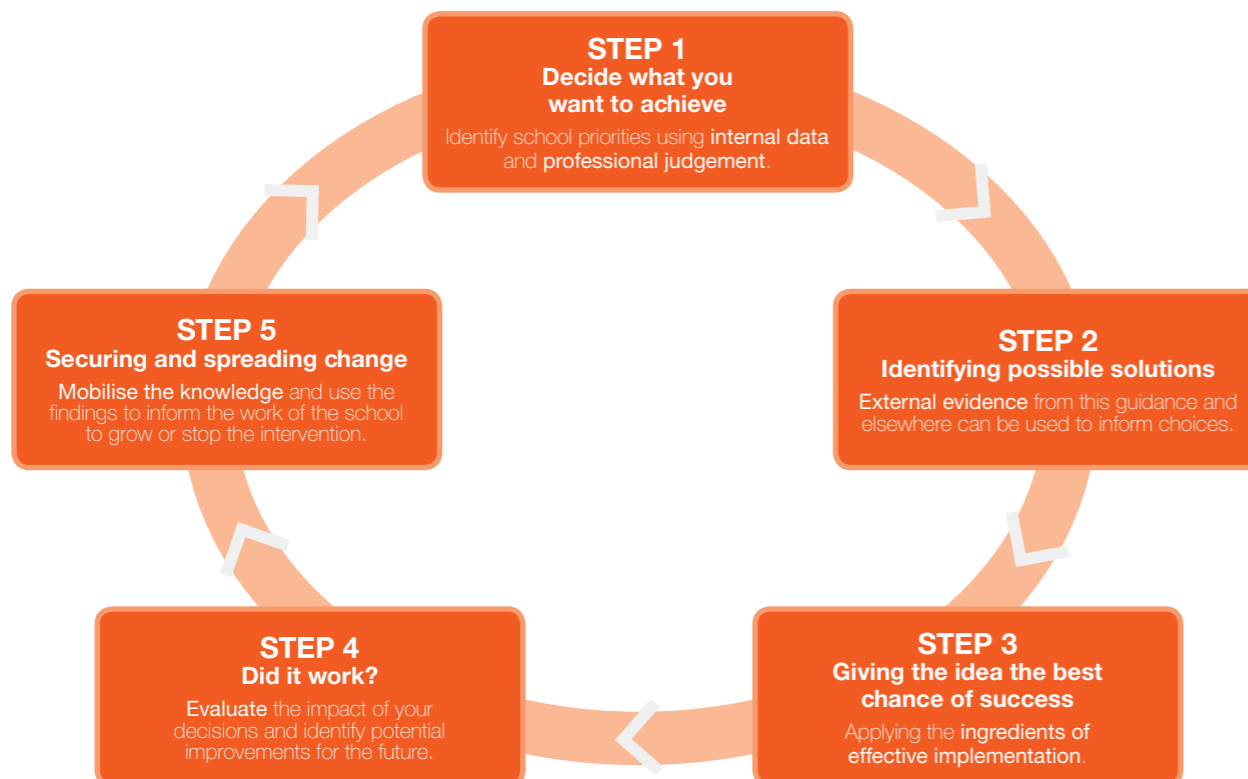 STEP 1
Decide what you
want to achieve
Identify school priorities using internal data
and professional judgement.
STEP 2
Identifying possible solutions
External evidence from this guidance and
elsewhere can be used to inform choices.
STEP 3
Giving the idea the best
chance of success
Applying the ingredients of
effective implementation.
STEP 4
Did it work?
Evaluate the impact of your
decisions and identify potential
improvements for the future.
STEP 5
Securing and spreading change
Mobilise the knowledge and use the
findings to inform the work of the school
to grow or stop the intervention.